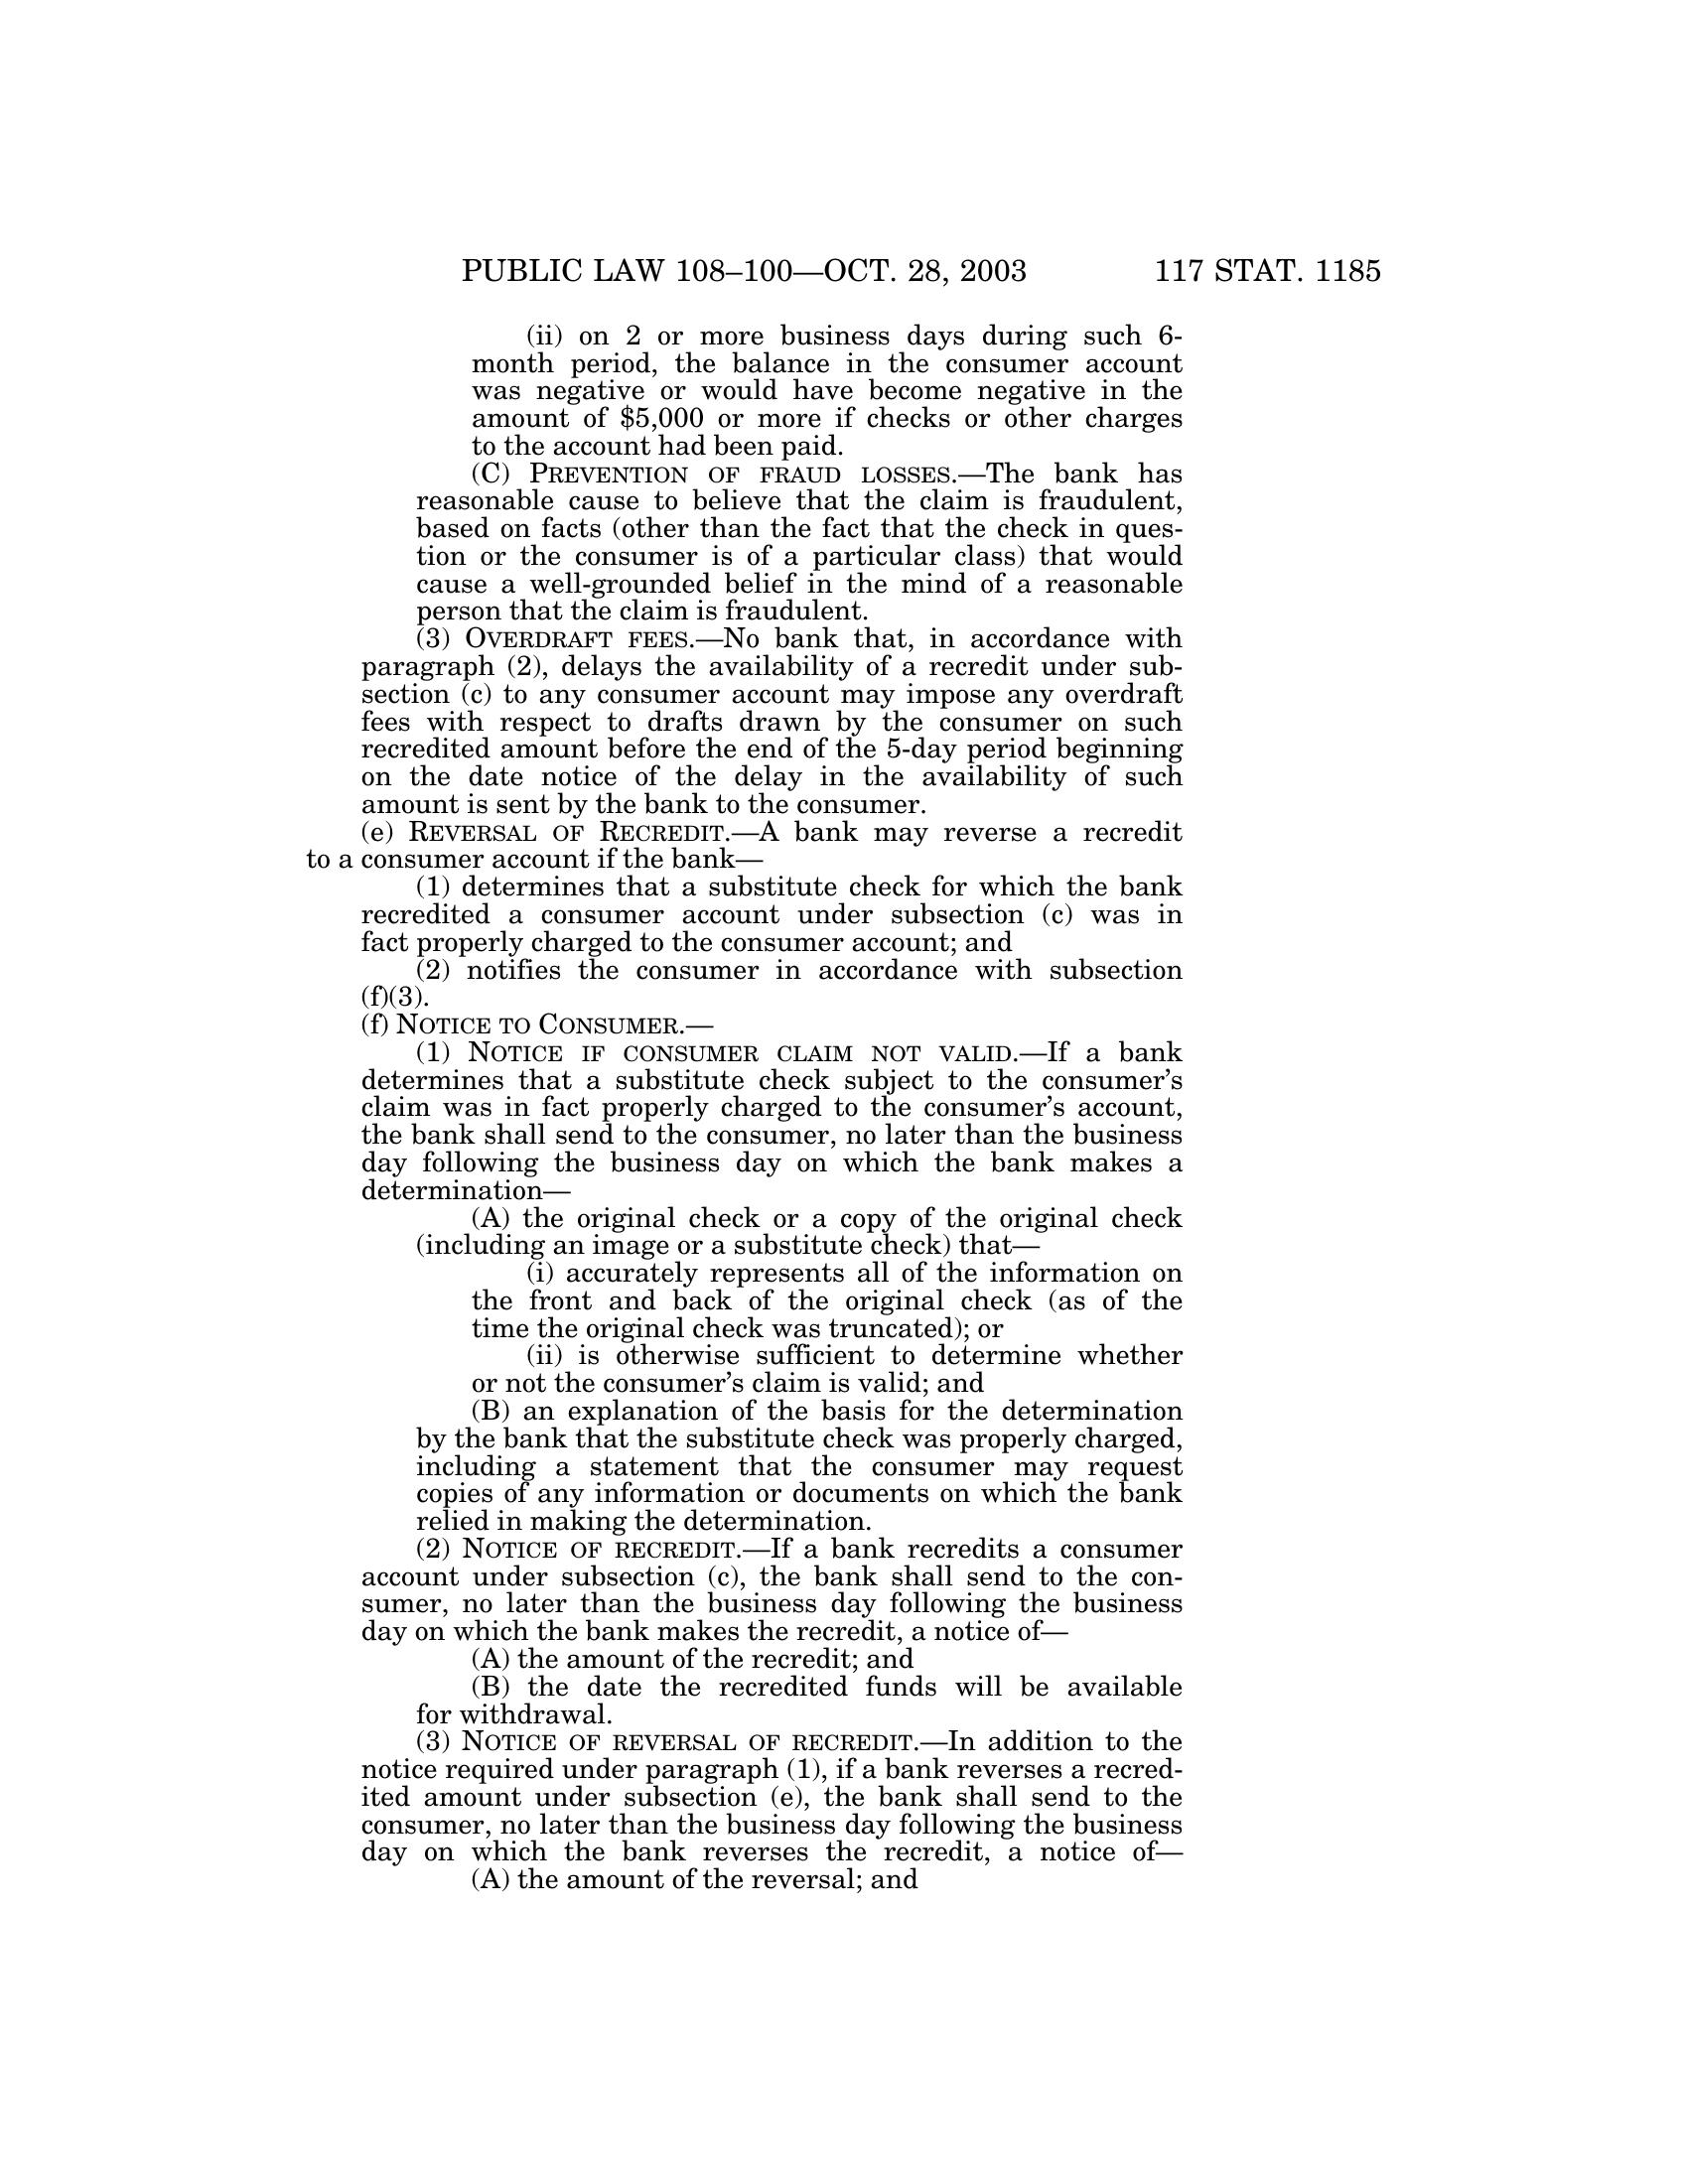 PUBLIC LAW 108–100—OCT. 28, 2003 117 STAT. 1185
(ii) on 2 or more business days during such 6-
month period, the balance in the consumer account
was negative or would have become negative in the
amount of $5,000 or more if checks or other charges
to the account had been paid.
(C) PREVENTION OF FRAUD LOSSES.—The bank has
reasonable cause to believe that the claim is fraudulent,
based on facts (other than the fact that the check in ques-
tion or the consumer is of a particular class) that would
cause a well-grounded belief in the mind of a reasonable
person that the claim is fraudulent.
(3) OVERDRAFT FEES.—No bank that, in accordance with
paragraph (2), delays the availability of a recredit under sub-
section (c) to any consumer account may impose any overdraft
fees with respect to drafts drawn by the consumer on such
recredited amount before the end of the 5-day period beginning
on the date notice of the delay in the availability of such
amount is sent by the bank to the consumer.
(e) REVERSAL OF RECREDIT.—A bank may reverse a recredit
to a consumer account if the bank—
(1) determines that a substitute check for which the bank
recredited a consumer account under subsection (c) was in
fact properly charged to the consumer account; and
(2) notifies the consumer in accordance with subsection
(f)(3).
(f) NOTICE TO CONSUMER.—
(1) NOTICE IF CONSUMER CLAIM NOT VALID.—If a bank
determines that a substitute check subject to the consumer’s
claim was in fact properly charged to the consumer’s account,
the bank shall send to the consumer, no later than the business
day following the business day on which the bank makes a
determination—
(A) the original check or a copy of the original check
(including an image or a substitute check) that—
(i) accurately represents all of the information on
the front and back of the original check (as of the
time the original check was truncated); or
(ii) is otherwise sufficient to determine whether
or not the consumer’s claim is valid; and
(B) an explanation of the basis for the determination
by the bank that the substitute check was properly charged,
including a statement that the consumer may request
copies of any information or documents on which the bank
relied in making the determination.
(2) NOTICE OF RECREDIT.—If a bank recredits a consumer
account under subsection (c), the bank shall send to the con-
sumer, no later than the business day following the business
day on which the bank makes the recredit, a notice of—
(A) the amount of the recredit; and
(B) the date the recredited funds will be available
for withdrawal.
(3) NOTICE OF REVERSAL OF RECREDIT.—In addition to the
notice required under paragraph (1), if a bank reverses a recred-
ited amount under subsection (e), the bank shall send to the
consumer, no later than the business day following the business
day on which the bank reverses the recredit, a notice of—
(A) the amount of the reversal; and